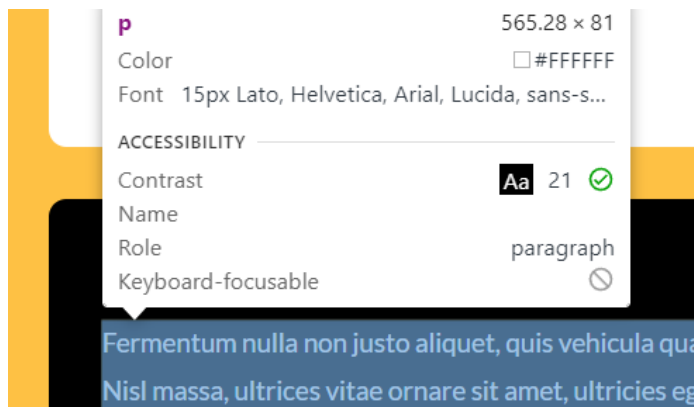 p 565.28 × 81
Color #FFFFFF
Font 15px Lato, Helvetica, Arial, Lucida, sans-s...
ACCESSIBILITY
Contrast Aa 21
Name
Role paragraph
Keyboard-focusable
Fermentum nulla non justo aliquet, quis vehicula qua
Nisl massa, ultrices vitae ornare sit amet, ultricies eg